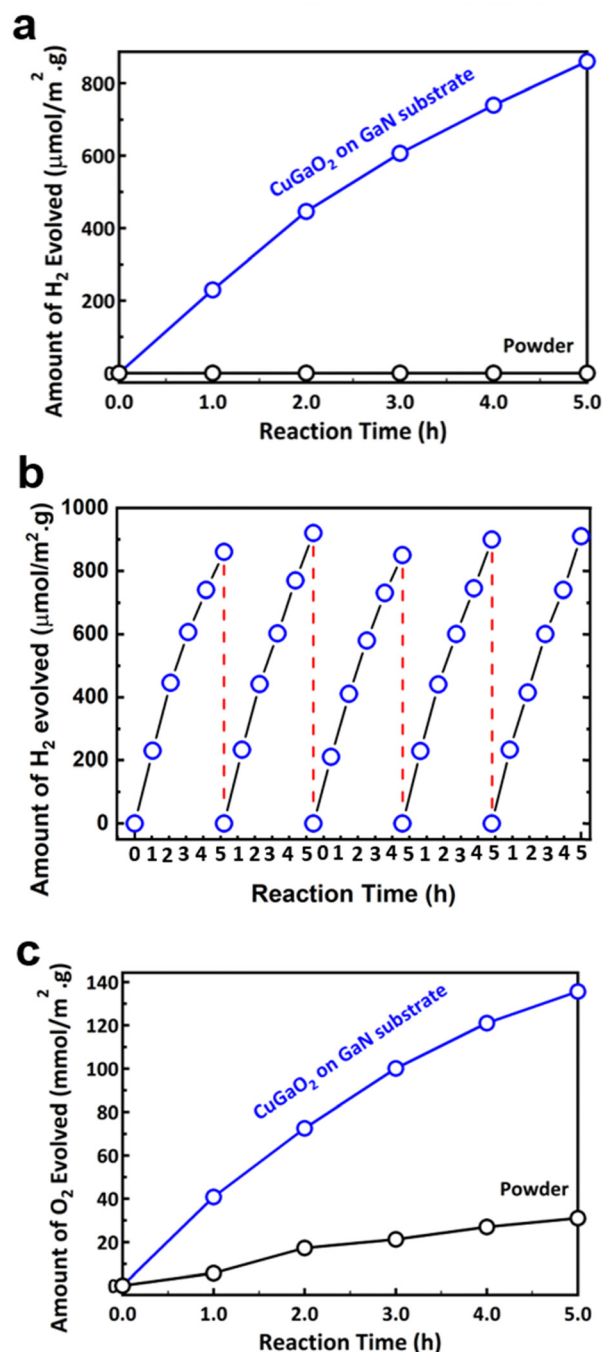 a
Amount of H2 Evolved (μmol/m2.g)
800
600
400
200
0
CuGaO2 on GaN substrate
Powder
0.0 1.0 2.0 3.0 4.0 5.0
Reaction Time (h)
b
Amount of H2 evolved (μmol/m2.g)
1000
800
600
400
200
0
0 1 2 3 4 5 1 2 3 4 5 0 1 2 3 4 5 1 2 3 4 5 1 2 3 4 5
Reaction Time (h)
c
Amount of O2 Evolved (mmol/m2.g)
140
120
100
80
60
40
20
0
CuGaO2 on GaN substrate
Powder
0.0 1.0 2.0 3.0 4.0 5.0
Reaction Time (h)